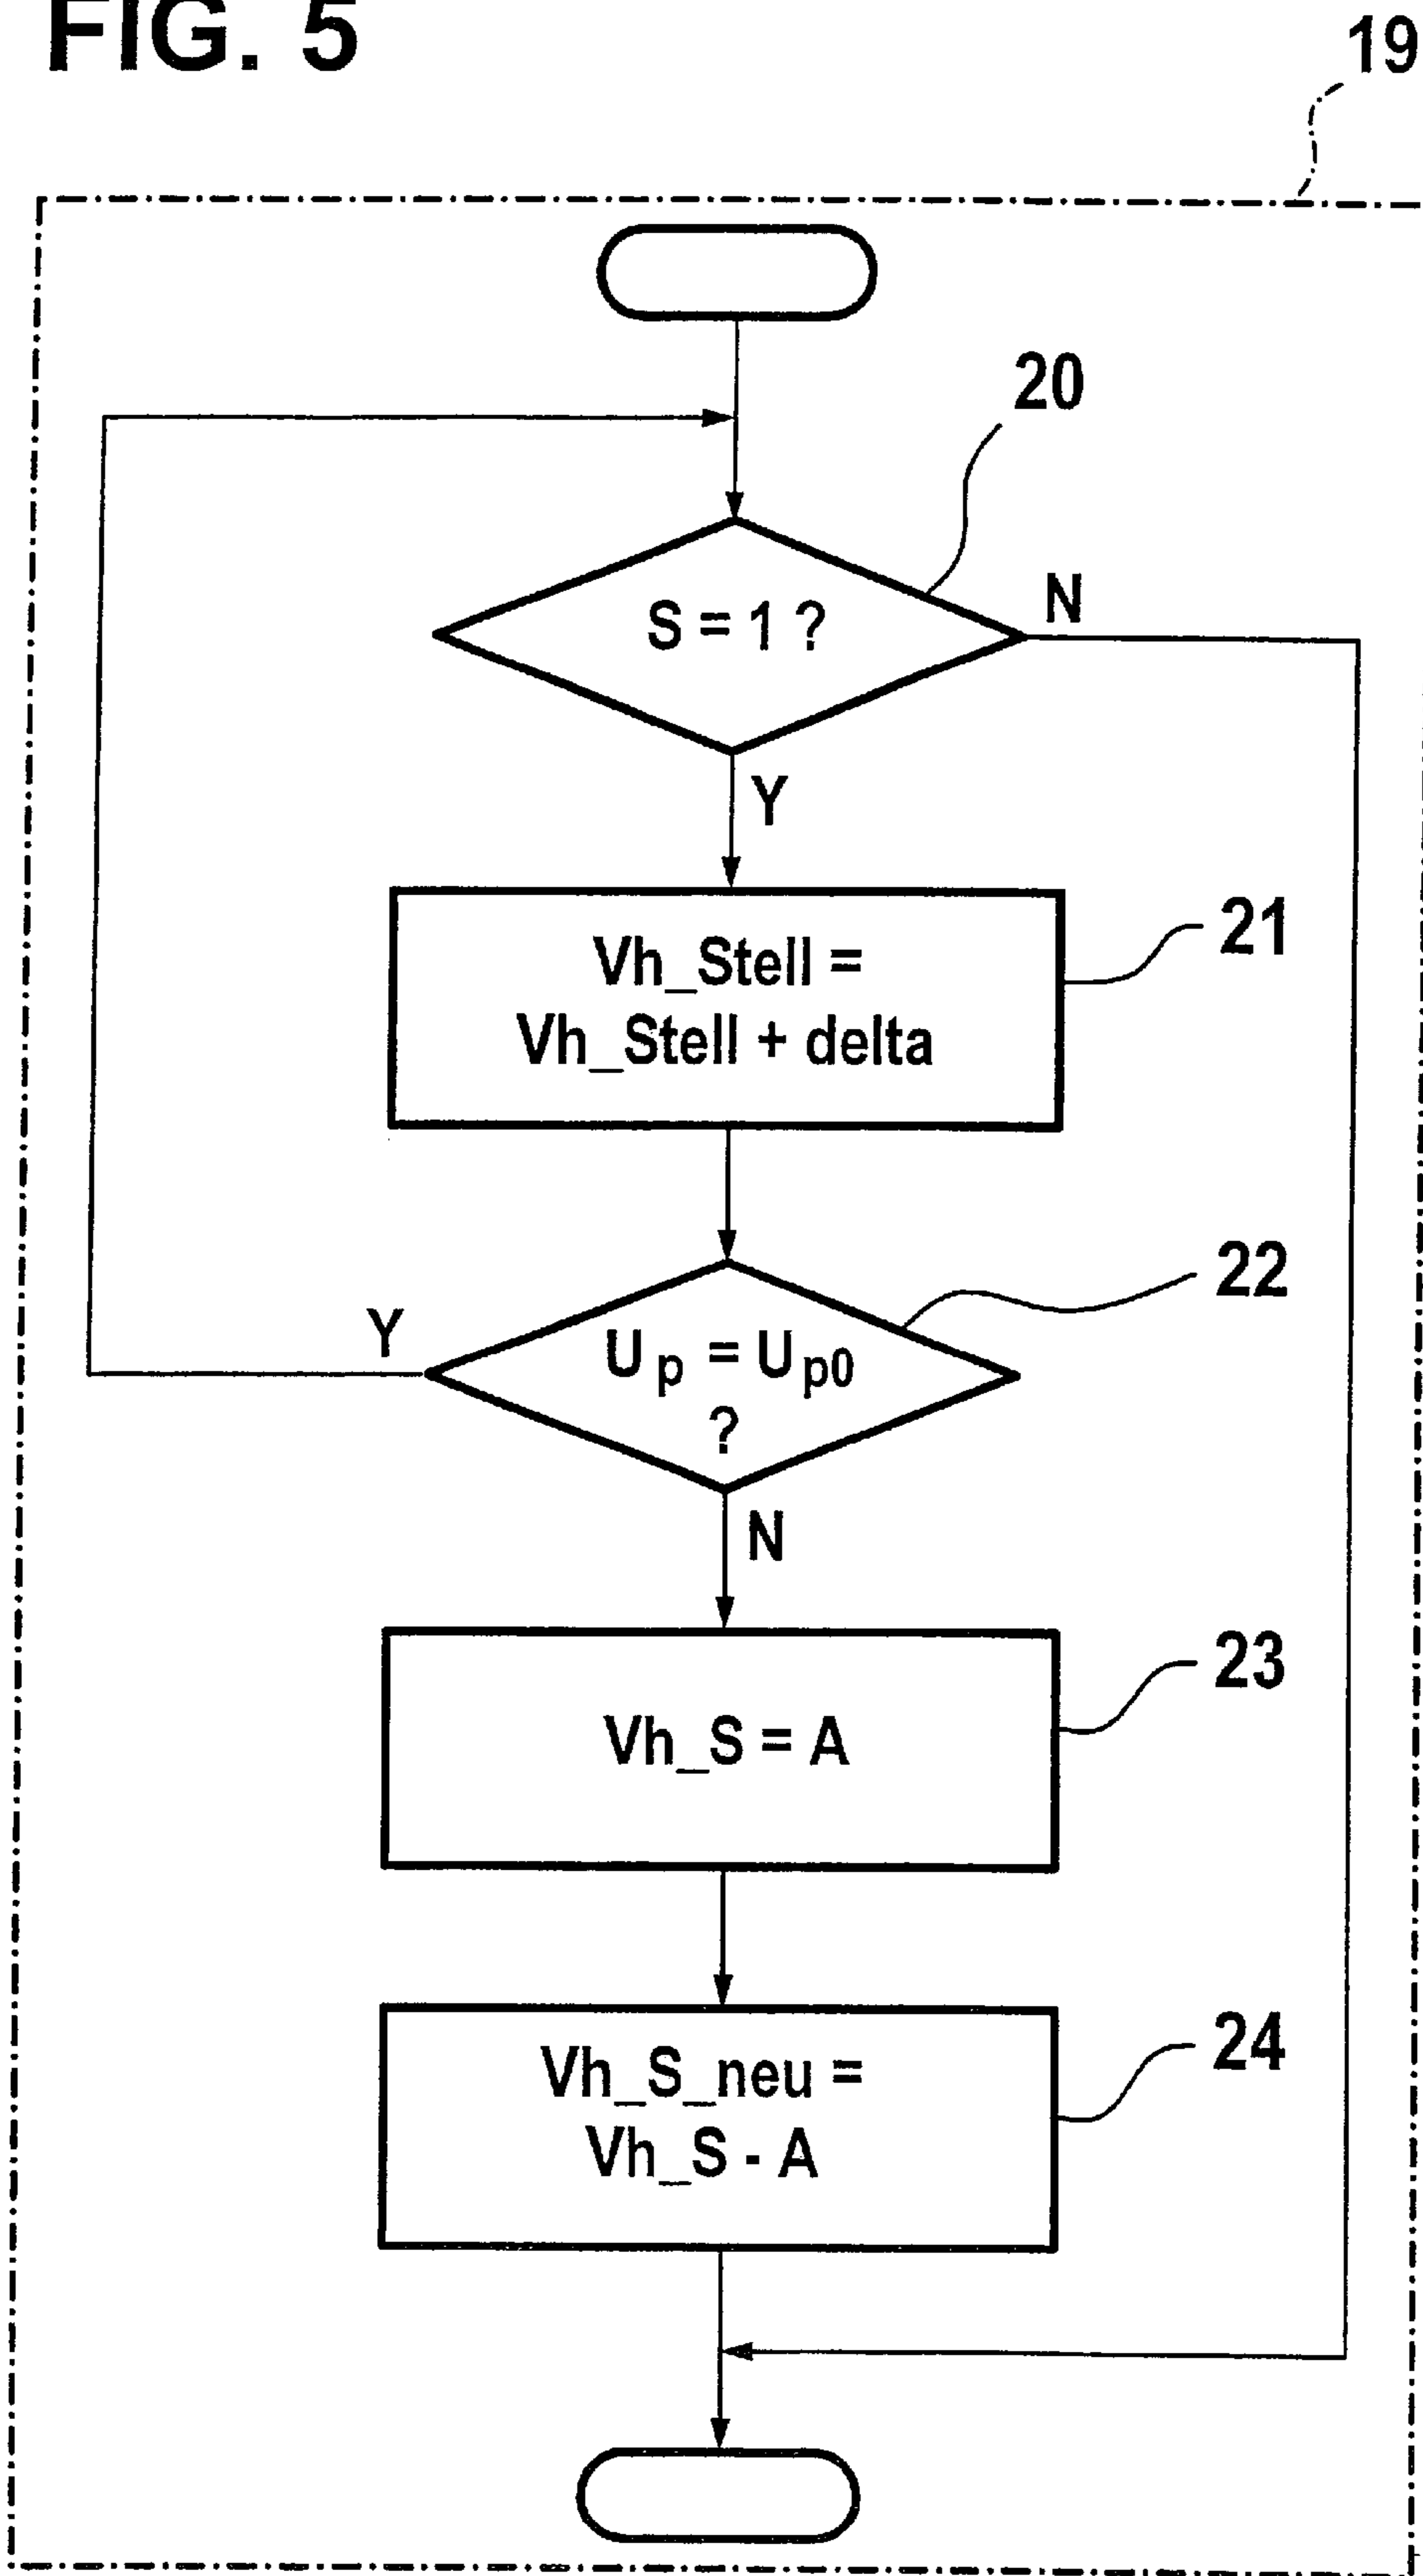 FIG. 5
19
20
S = 1 ?
N
Y
Vh_Stell =
Vh_Stell + delta
21
22
Y
U p = U p0
?
N
23
Vh_S = A
24
Vh_S_neu =
Vh_S - A